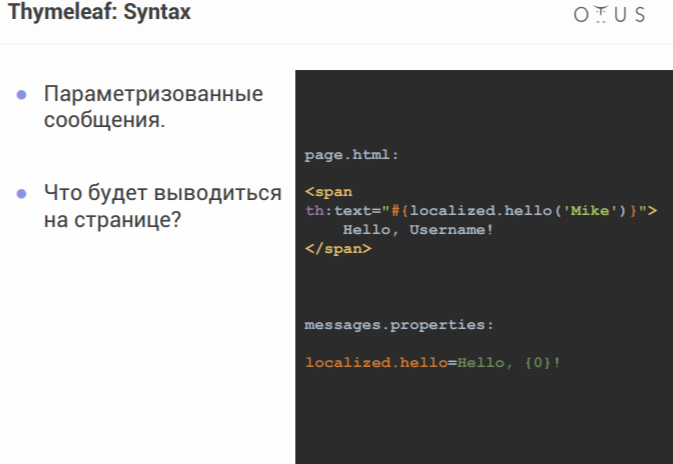 Thymeleaf: Syntax
OTUS
Параметризованные
сообщения.
Что будет выводиться
на странице?
page.html:
<span
th:text="#{localized.hello('Mike')}">
Hello, Username!
</span>
messages.properties:
localized.hello=Hello, {0}!